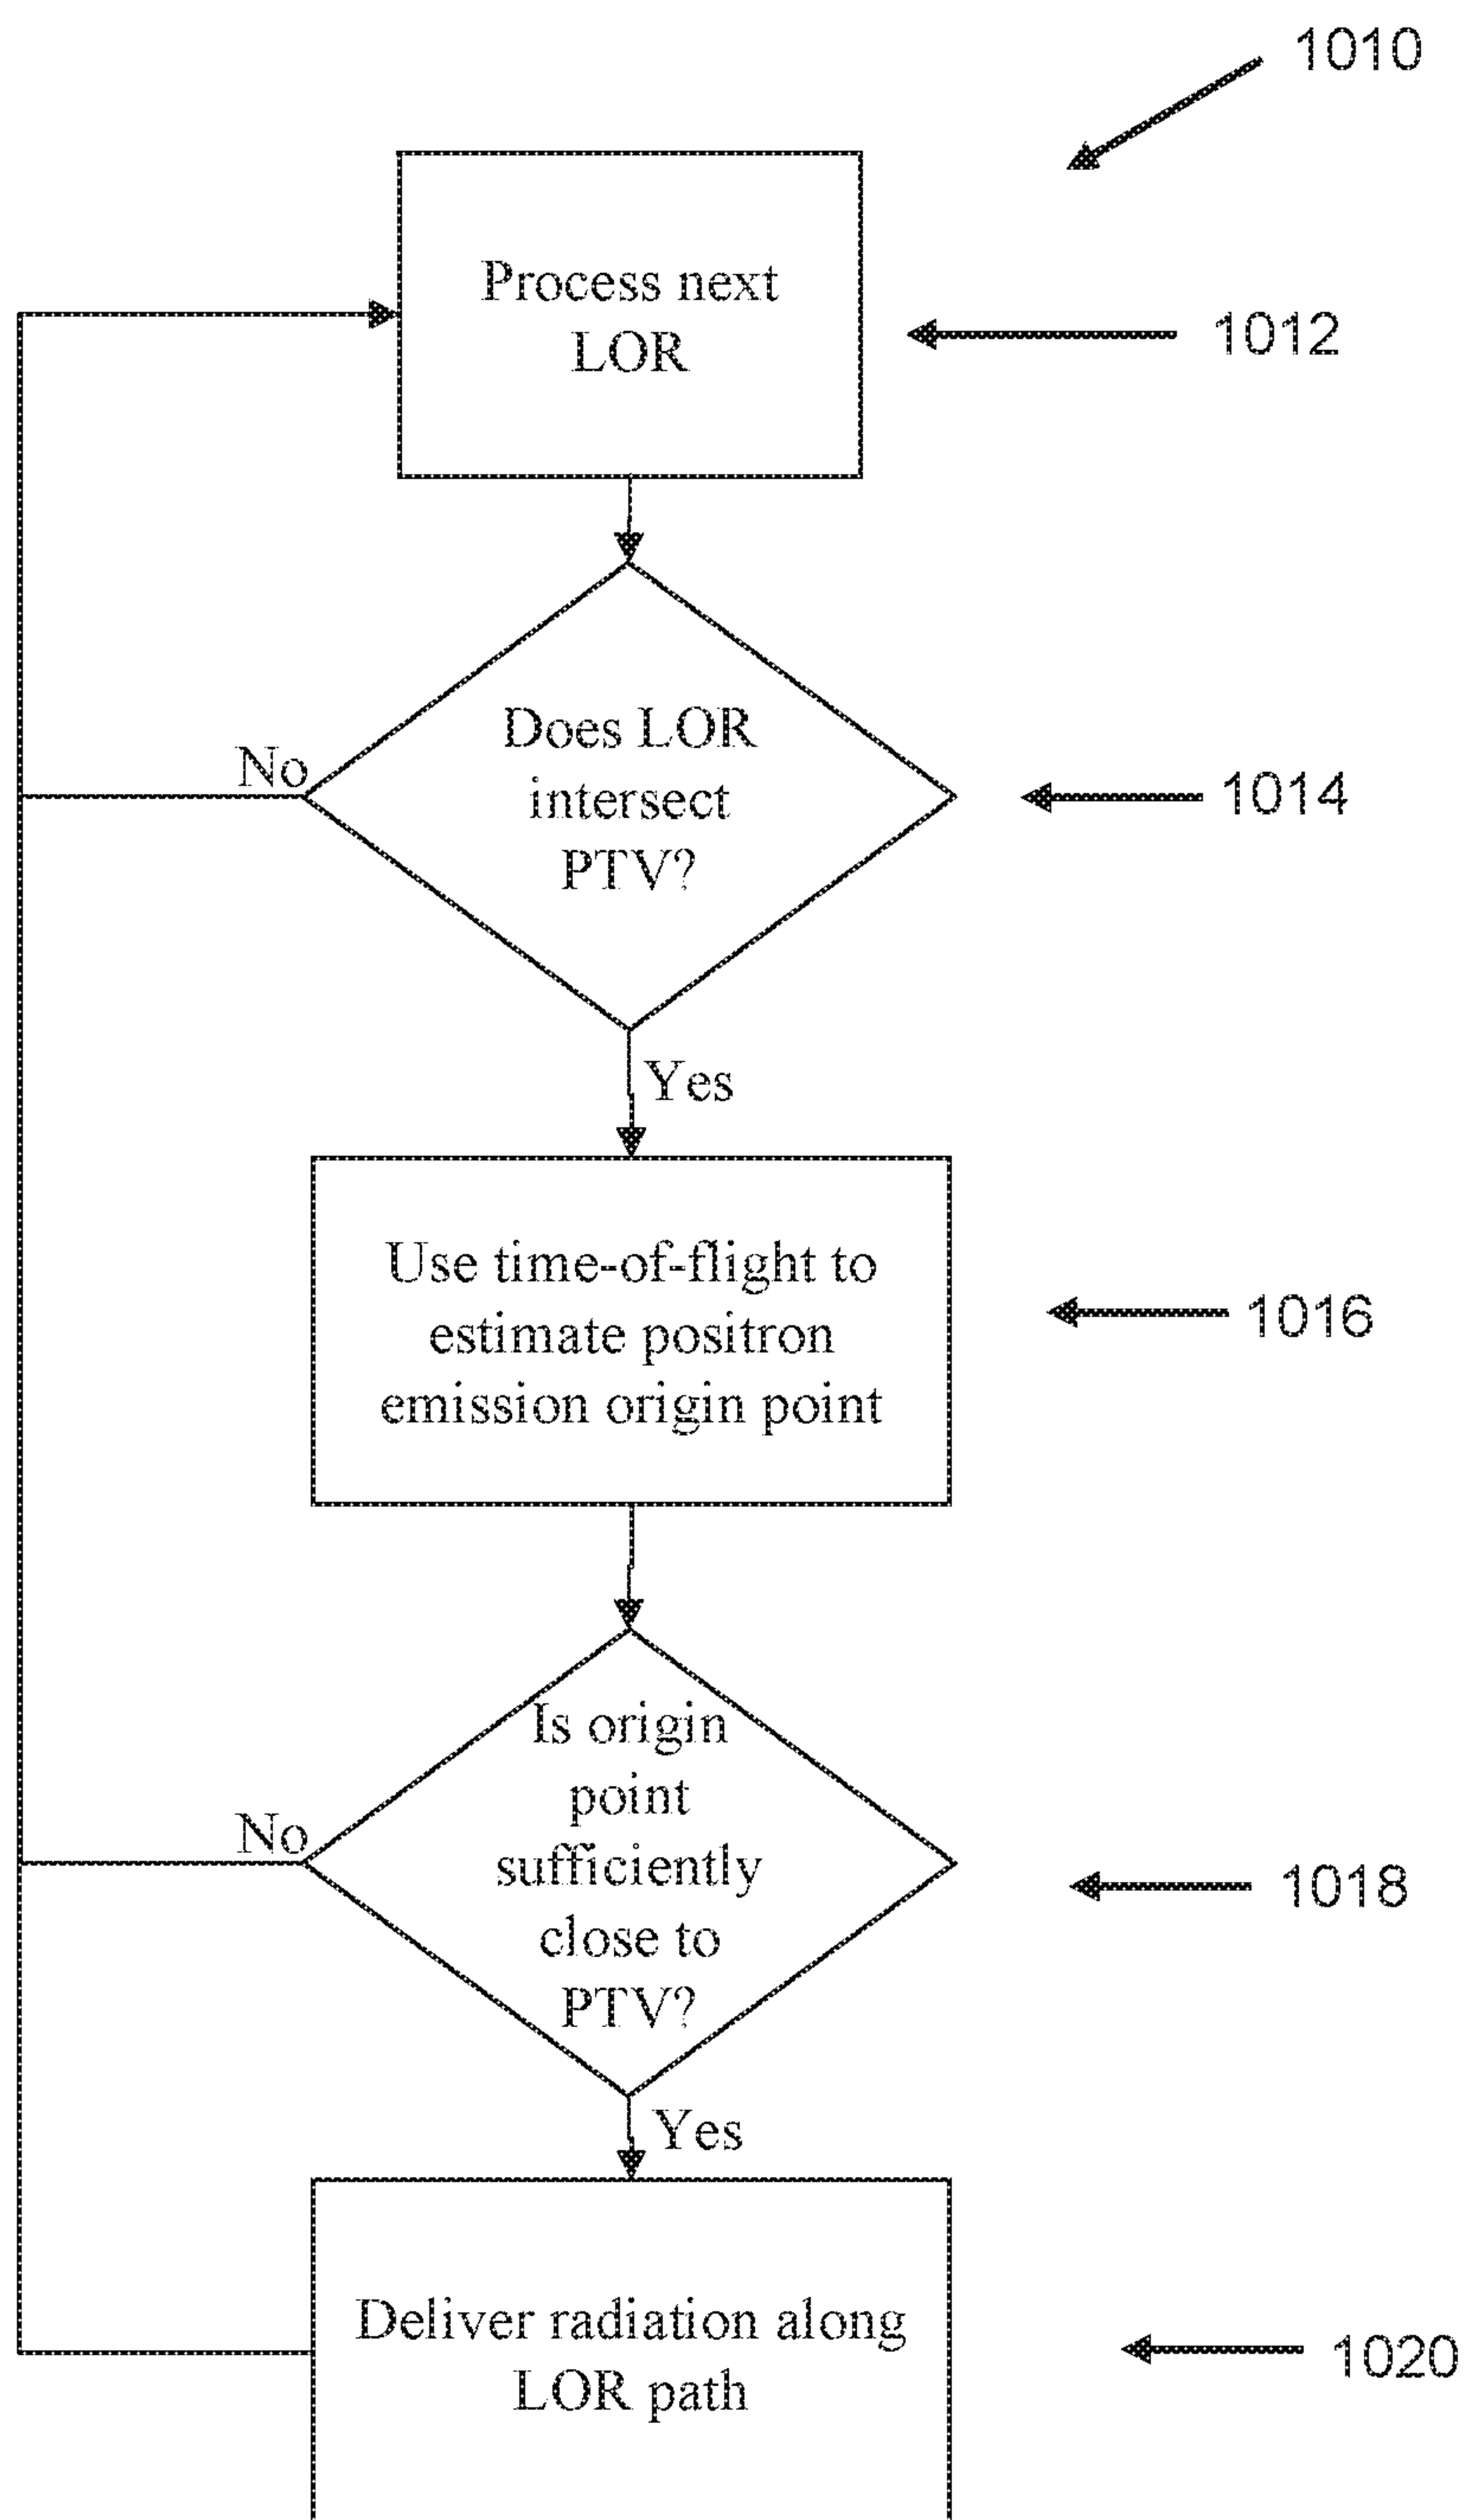 1010
Process next
LOR
1012
Does LOR
intersect
PTV?
No
1014
Yes
Use time-of-flight to
estimate positron
emission origin point
1016
Is origin
point
sufficiently
close to
PTV?
No
1018
Yes
Deliver radiation along
LOR path
1020